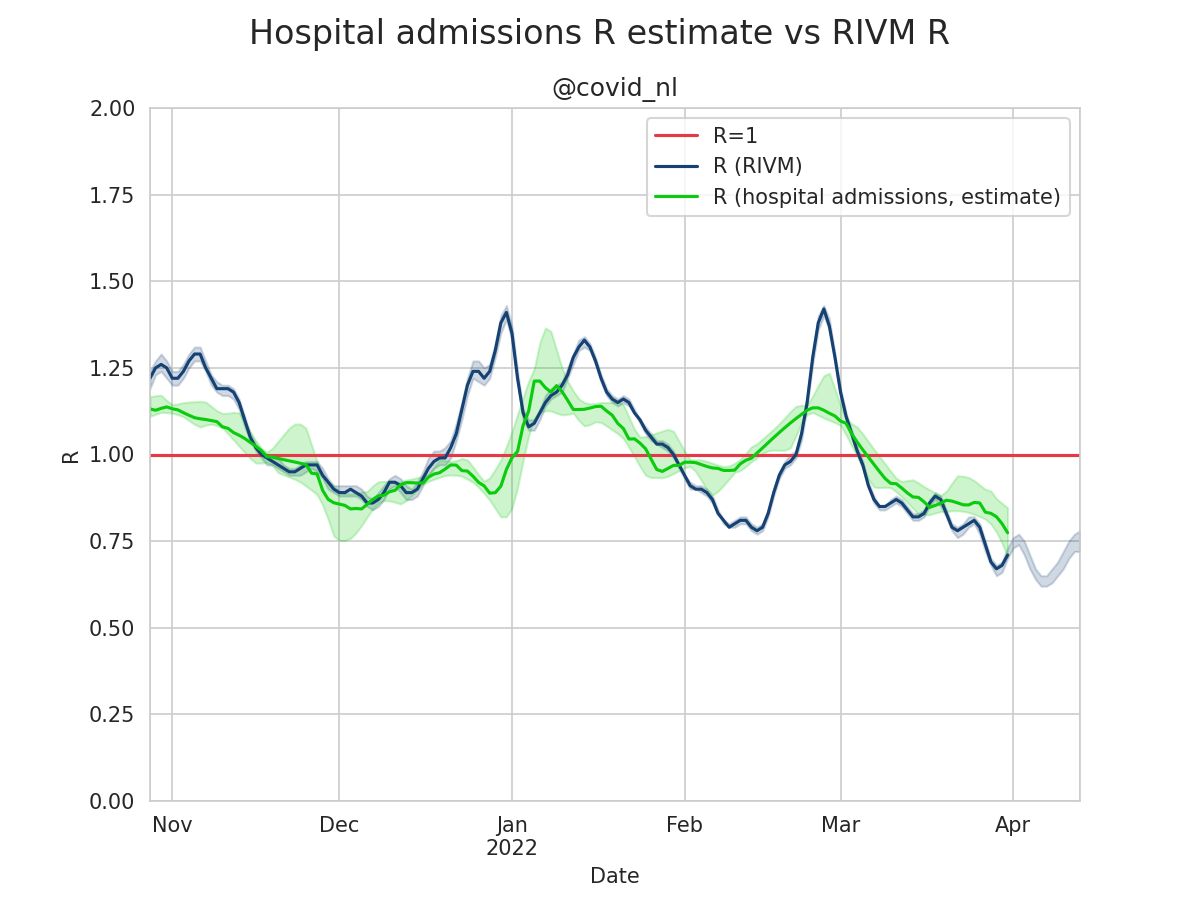 Hospital admissions R estimate vs RIVM R
@covid_nl
R=1
R (RIVM)
R (hospital admissions, estimate)
2.00
1.75
1.50
1.25
1.00
0.75
0.50
0.25
0.00
R
Nov Dec Jan Feb Mar Apr
2022
Date